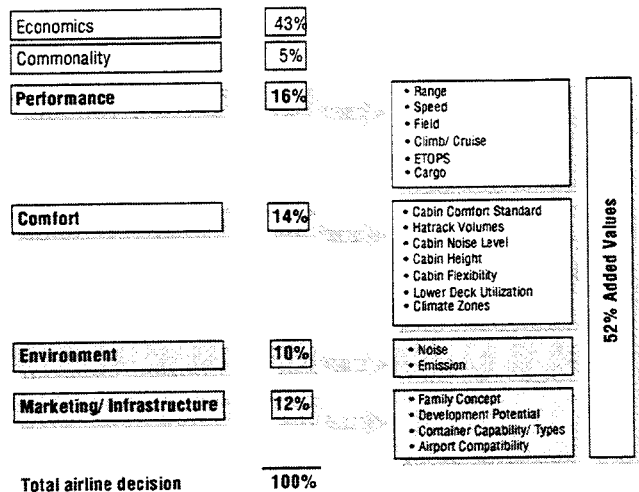 Economics 43%
Commonality 5%
Performance 16%
• Range
• Speed
• Field
• Climb/ Cruise
• ETOPS
• Cargo
Comfort 14%
• Cabin Comfort Standard
• Hatrack Volumes
• Cabin Noise Level
• Cabin Height
• Cabin Flexibility
• Lower Deck Utilization
• Climate Zones
Environment 10%
• Noise
• Emission
Marketing/ Infrastructure 12%
• Family Concept
• Development Potential
• Container Capability/ Types
• Airport Compatibility
52% Added Values
Total airline decision 100%